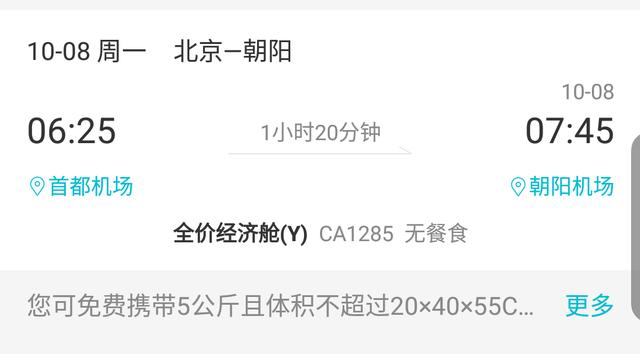 10-08 周一 北京—朝阳
10-08
06:25 1小时20分钟 07:45
首都机场 朝阳机场
全价经济舱(Y) CA1285 无餐食
您可免费携带5公斤且体积不超过20×40×55C... 更多